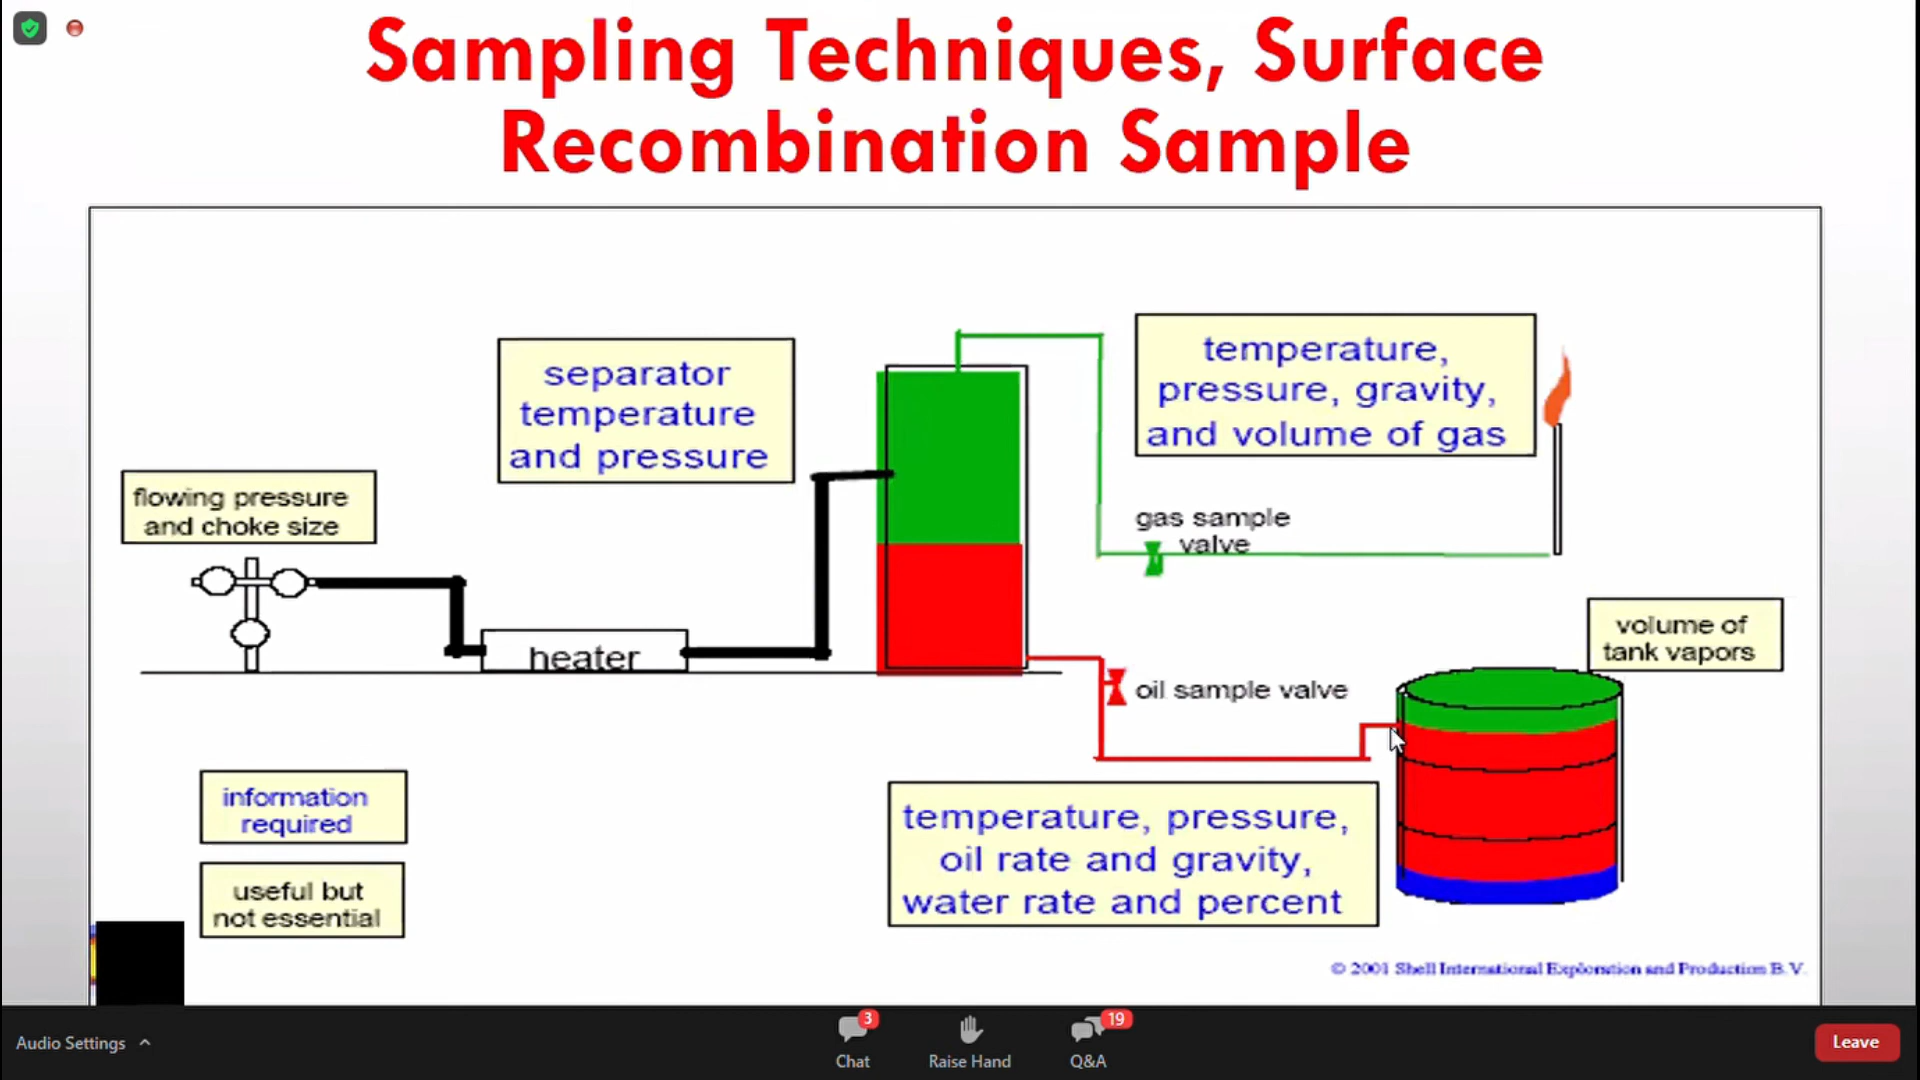 Sampling Techniques, Surface
Recombination Sample
separator
temperature
and pressure
temperature,
pressure, gravity,
and volume of gas
flowing pressure
and choke size
gas sample
valve
heater
volume of
tank vapors
oil sample valve
information
required
temperature, pressure,
oil rate and gravity,
water rate and percent
useful but
not essential
© 2001 Shell International Exploration and Production B.V.
Audio Settings
3
Chat
Raise Hand
19
Q&A
Leave